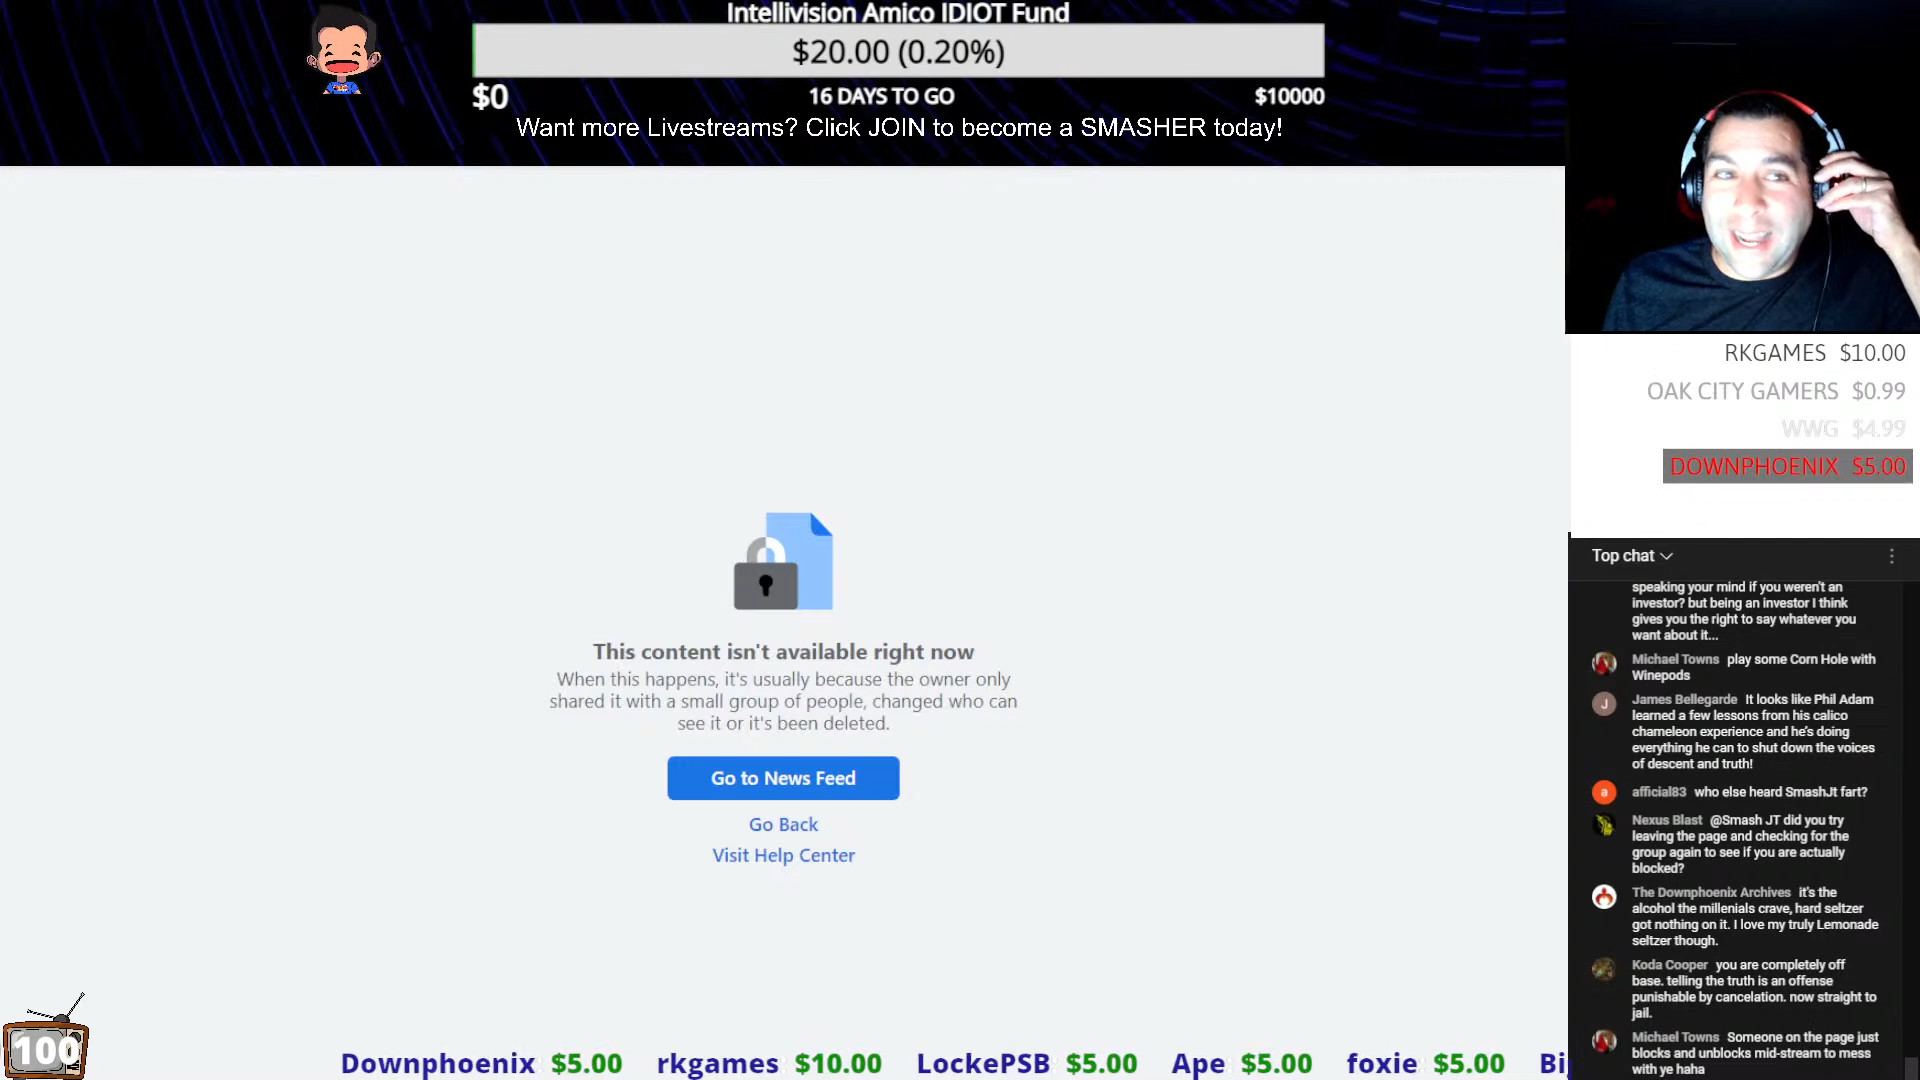 Intellivision Amico IDIOT Fund
$20.00 (0.20%)
$0
16 DAYS TO GO
$10000
Want more Livestreams? Click JOIN to become a SMASHER today!
This content isn't available right now
When this happens, it's usually because the owner only
shared it with a small group of people, changed who can
see it or it's been deleted.
Go to News Feed
Go Back
Visit Help Center
RKGAMES $10.00
OAK CITY GAMERS $0.99
WWG $4.99
DOWNPHOENIX $5.00
Top chat
speaking your mind if you weren't an
investor? but being an investor I think
gives you the right to say whatever you
want about it...
Michael Towns play some Corn Hole with
Winepods
J
James Bellegarde It looks like Phil Adam
learned a few lessons from his calico
chameleon experience and he's doing
everything he can to shut down the voices
of descent and truth!
a
afficial83 who else heard SmashJt fart?
Nexus Blast @Smash JT did you try
leaving the page and checking for the
group again to see if you are actually
blocked?
The Downphoenix Archives it's the
alcohol the millenials crave, hard seltzer
got nothing on it. I love my truly Lemonade
seltzer though.
Koda Cooper you are completely off
base. telling the truth is an offense
punishable by cancelation. now straight to
jail.
Michael Towns Someone on the page just
blocks and unblocks mid-stream to mess
with ye haha
100
Downphoenix $5.00 rkgames $10.00 LockePSB $5.00 Ape $5.00 foxie $5.00 Bi